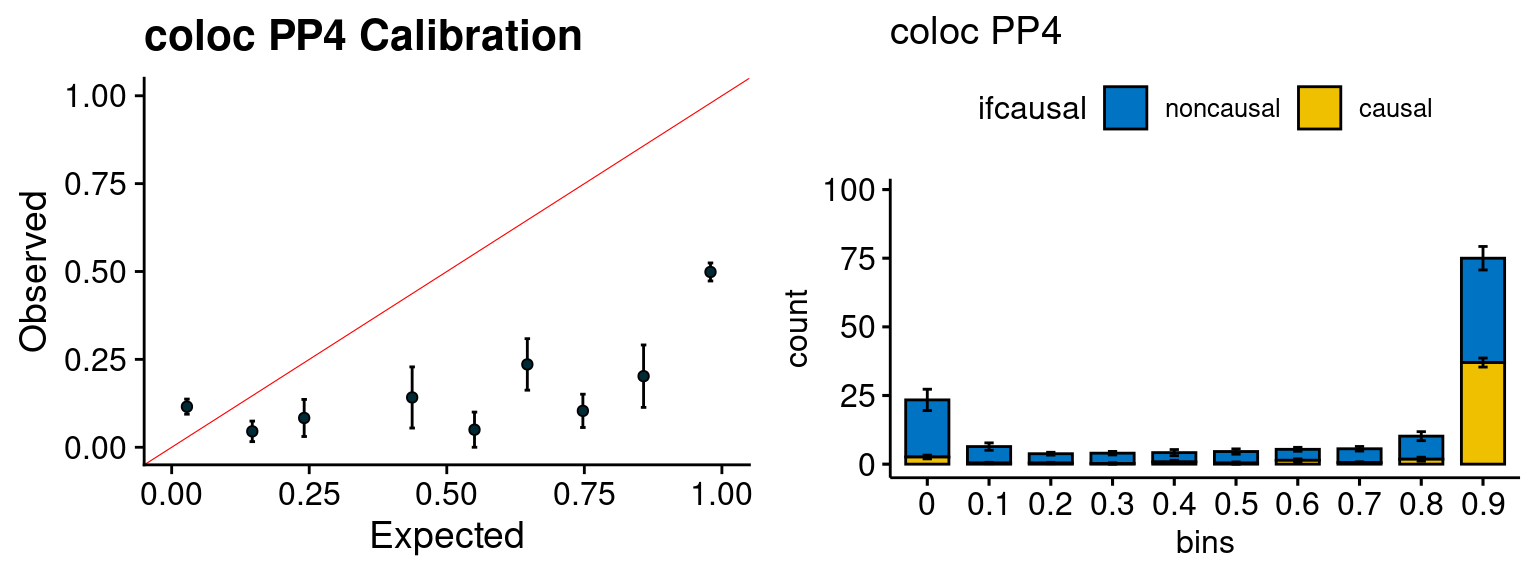 coloc PP4 Calibration
Observed
1.00
0.75
0.50
0.25
0.00
0.00 0.25 0.50 0.75 1.00
Expected
coloc PP4
ifcausal noncausal causal
count
100
75
50
25
0
0 0.1 0.2 0.3 0.4 0.5 0.6 0.7 0.8 0.9
bins